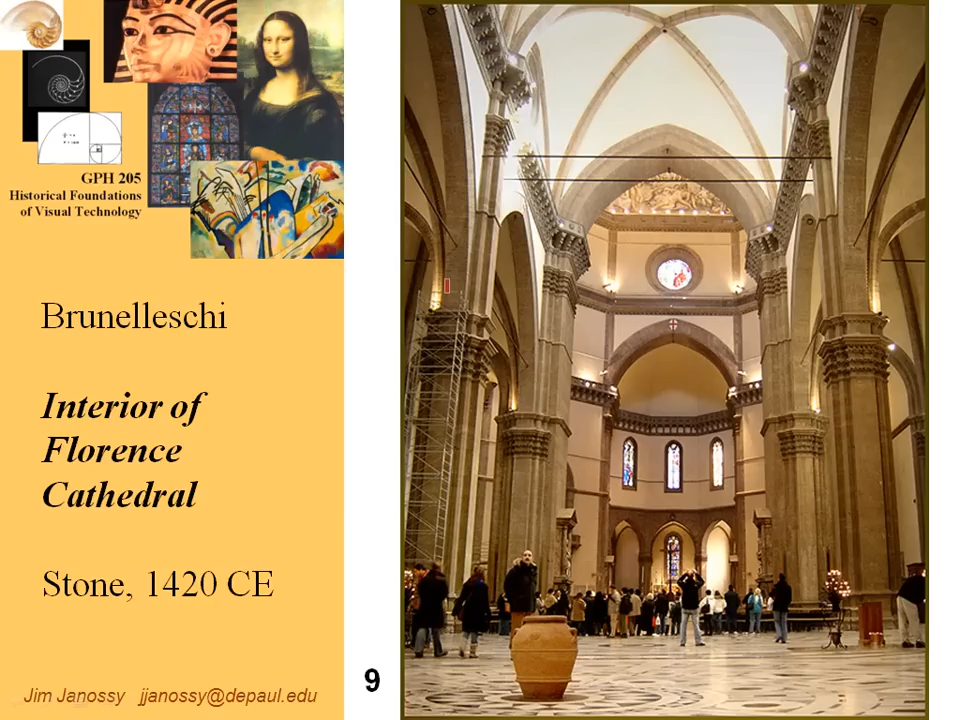 GPH 205
Historical Foundations
of Visual Technology
Brunelleschi
Interior of
Florence
Cathedral
Stone, 1420 CE
Jim Janossy jjanossy@depaul.edu
9